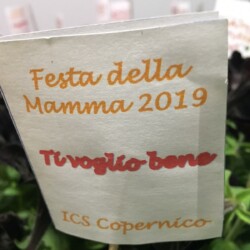 Festa della
Mamma 2019
Ti voglio bene
ICS Copernico